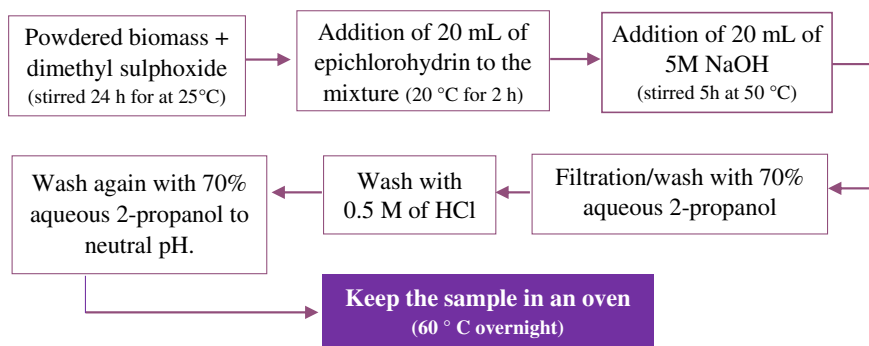 Powdered biomass +
dimethyl sulphoxide
(stirred 24 h for at 25°C)
Addition of 20 mL of
epichlorohydrin to the
mixture (20 °C for 2 h)
Addition of 20 mL of
5M NaOH
(stirred 5h at 50 °C)
Filtration/wash with 70%
aqueous 2-propanol
Wash with
0.5 M of HCl
Wash again with 70%
aqueous 2-propanol to
neutral pH.
Keep the sample in an oven
(60 ° C overnight)